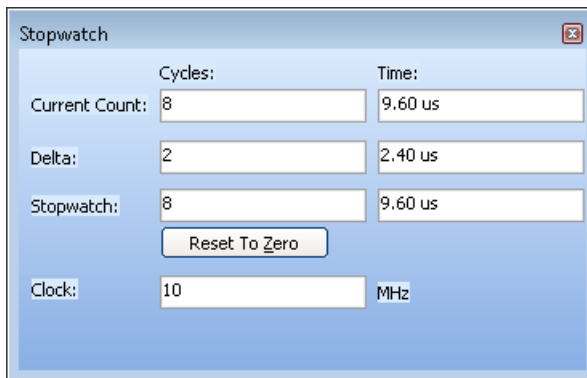 Stopwatch
Cycles: Time:
Current Count: 8 9.60 us
Delta: 2 2.40 us
Stopwatch: 8 9.60 us
Reset To Zero
Clock: 10 MHz